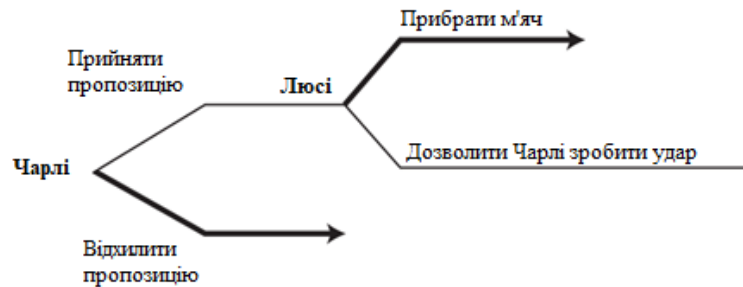 Прибрати м'яч
Прийняти
пропозицію
Люсі
Дозволити Чарлі зробити удар
Чарлі
Відхилити
пропозицію